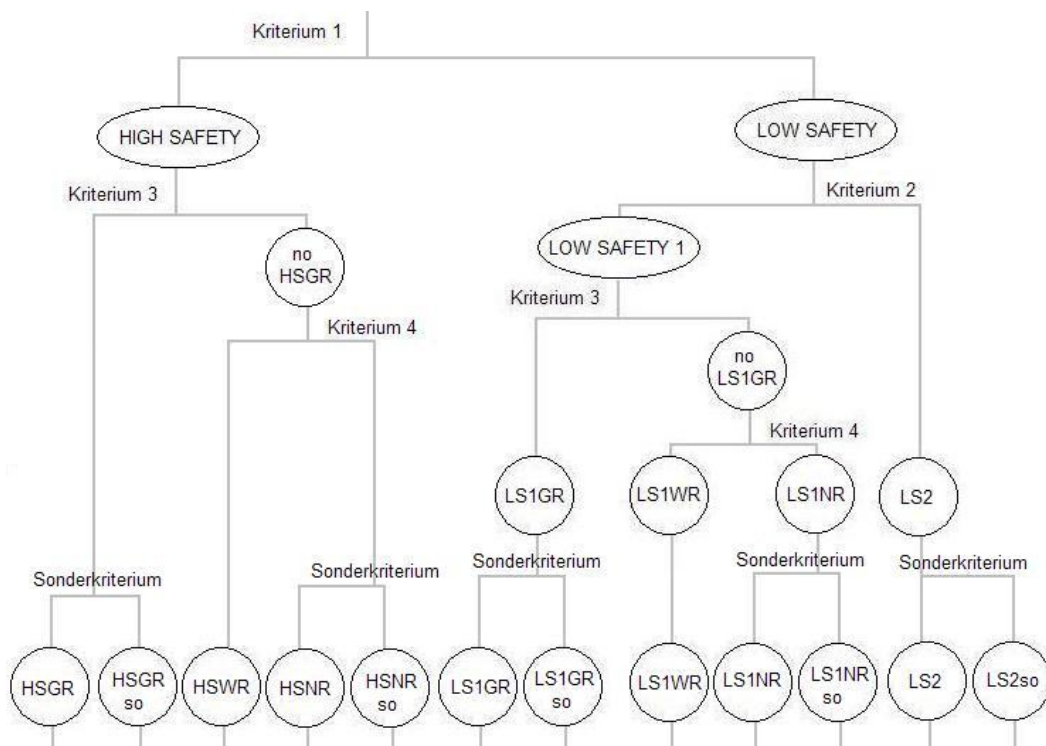 Kriterium 1
HIGH SAFETY
LOW SAFETY
Kriterium 3
Kriterium 2
no
HSGR
LOW SAFETY 1
Kriterium 3
Kriterium 4
no
LS1GR
Kriterium 4
LS1GR
LS1WR
LS1NR
LS2
Sonderkriterium
Sonderkriterium
Sonderkriterium
Sonderkriterium
Sonderkriterium
HSGR
HSGR
so
HSWR
HSNR
HSNR
so
LS1GR
LS1GR
so
LS1WR
LS1NR
LS1NR
so
LS2
LS2so